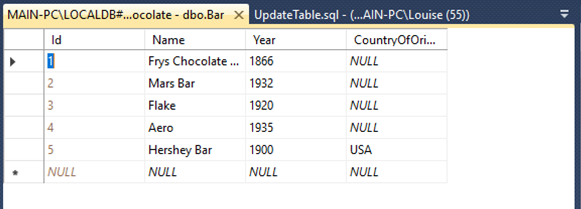 MAIN-PC\LOCALDB#...ocolate - dbo.Bar UpdateTable.sql - (...AIN-PC\Louise (55))
Id Name Year CountryOfOri...
1 Frys Chocolate ... 1866 NULL
2 Mars Bar 1932 NULL
3 Flake 1920 NULL
4 Aero 1935 NULL
5 Hershey Bar 1900 USA
NULL NULL NULL NULL